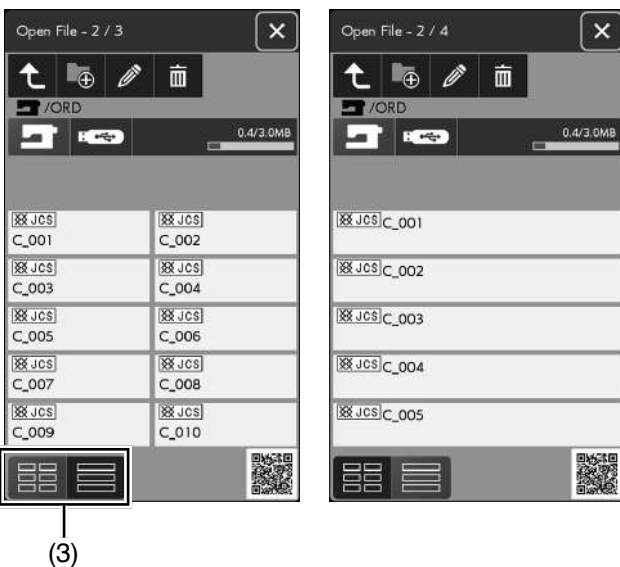 Open File - 2 / 3
/ORD
0.4/3.0MB
JCS
C_001
JCS
C_002
JCS
C_003
JCS
C_004
JCS
C_005
JCS
C_006
JCS
C_007
JCS
C_008
JCS
C_009
JCS
C_010
(3)
Open File - 2 / 4
/ORD
0.4/3.0MB
JCS C_001
JCS C_002
JCS C_003
JCS C_004
JCS C_005